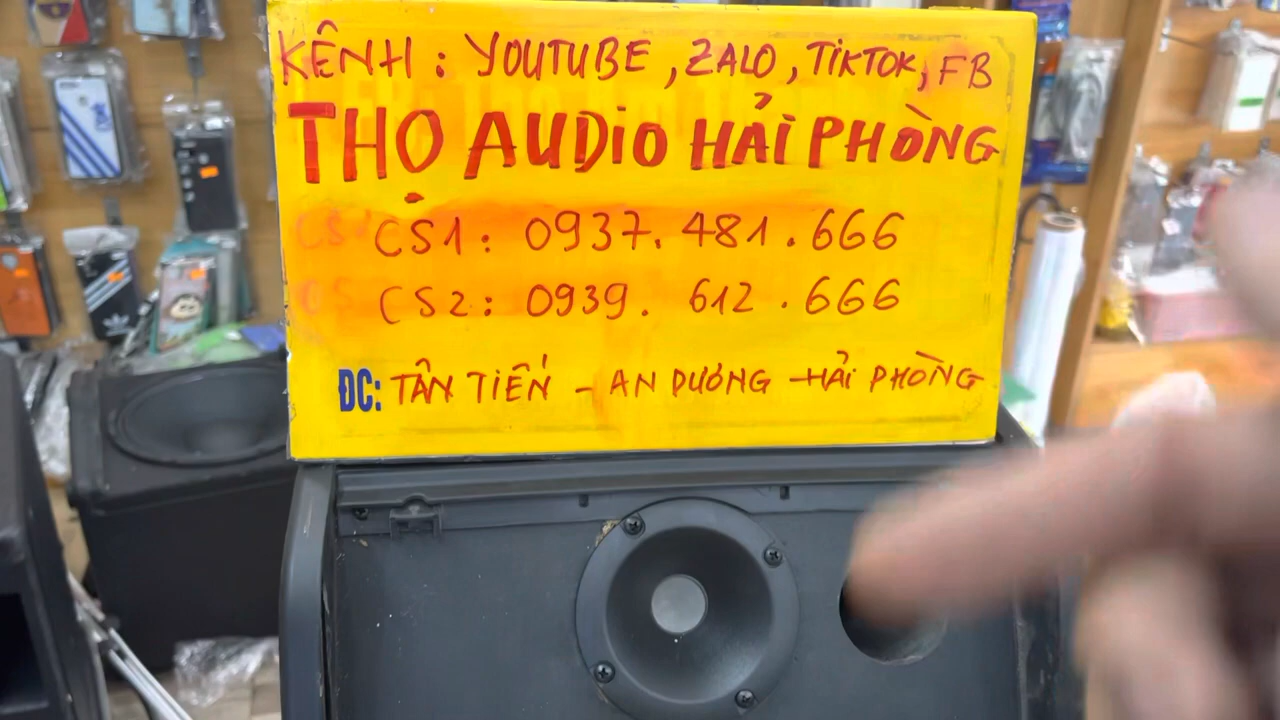 KÊNH : YOUTUBE , ZALO , TiKTOK, FB
THỌ AUDiO HẢi PHÒNG
CS1 : 0937. 481 . 666
CS2 : 0939. 612 . 666
ĐC: TÂN TIẾN - AN DƯƠNG - HẢi PHÒNG